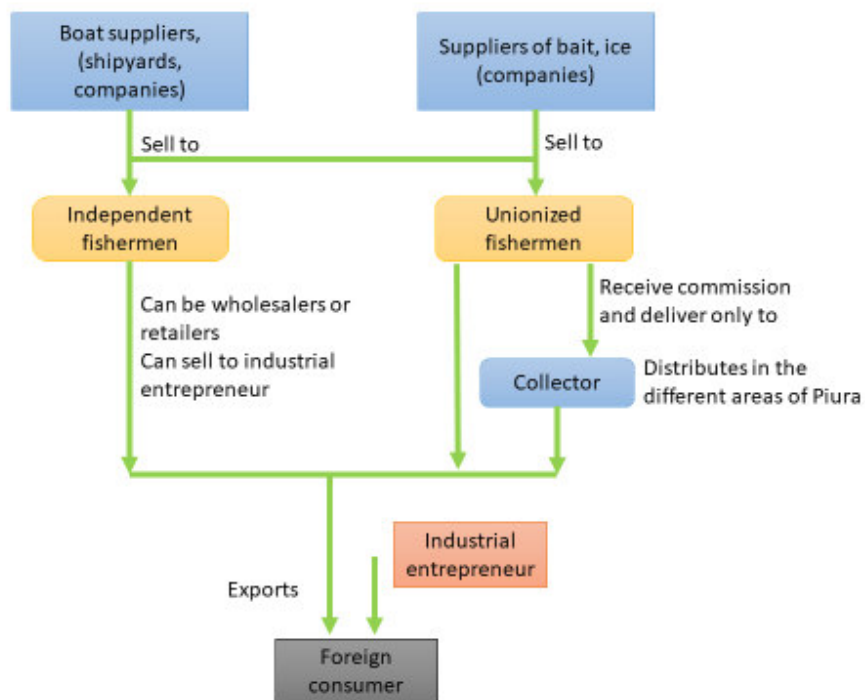 Boat suppliers,
(shipyards,
companies)
Suppliers of bait, ice
(companies)
Sell to
Sell to
Independent
fishermen
Unionized
fishermen
Can be wholesalers or
retailers
Can sell to industrial
entrepreneur
Receive commission
and deliver only to
Collector
Distributes in the
different areas of Piura
Industrial
entrepreneur
Exports
Foreign
consumer